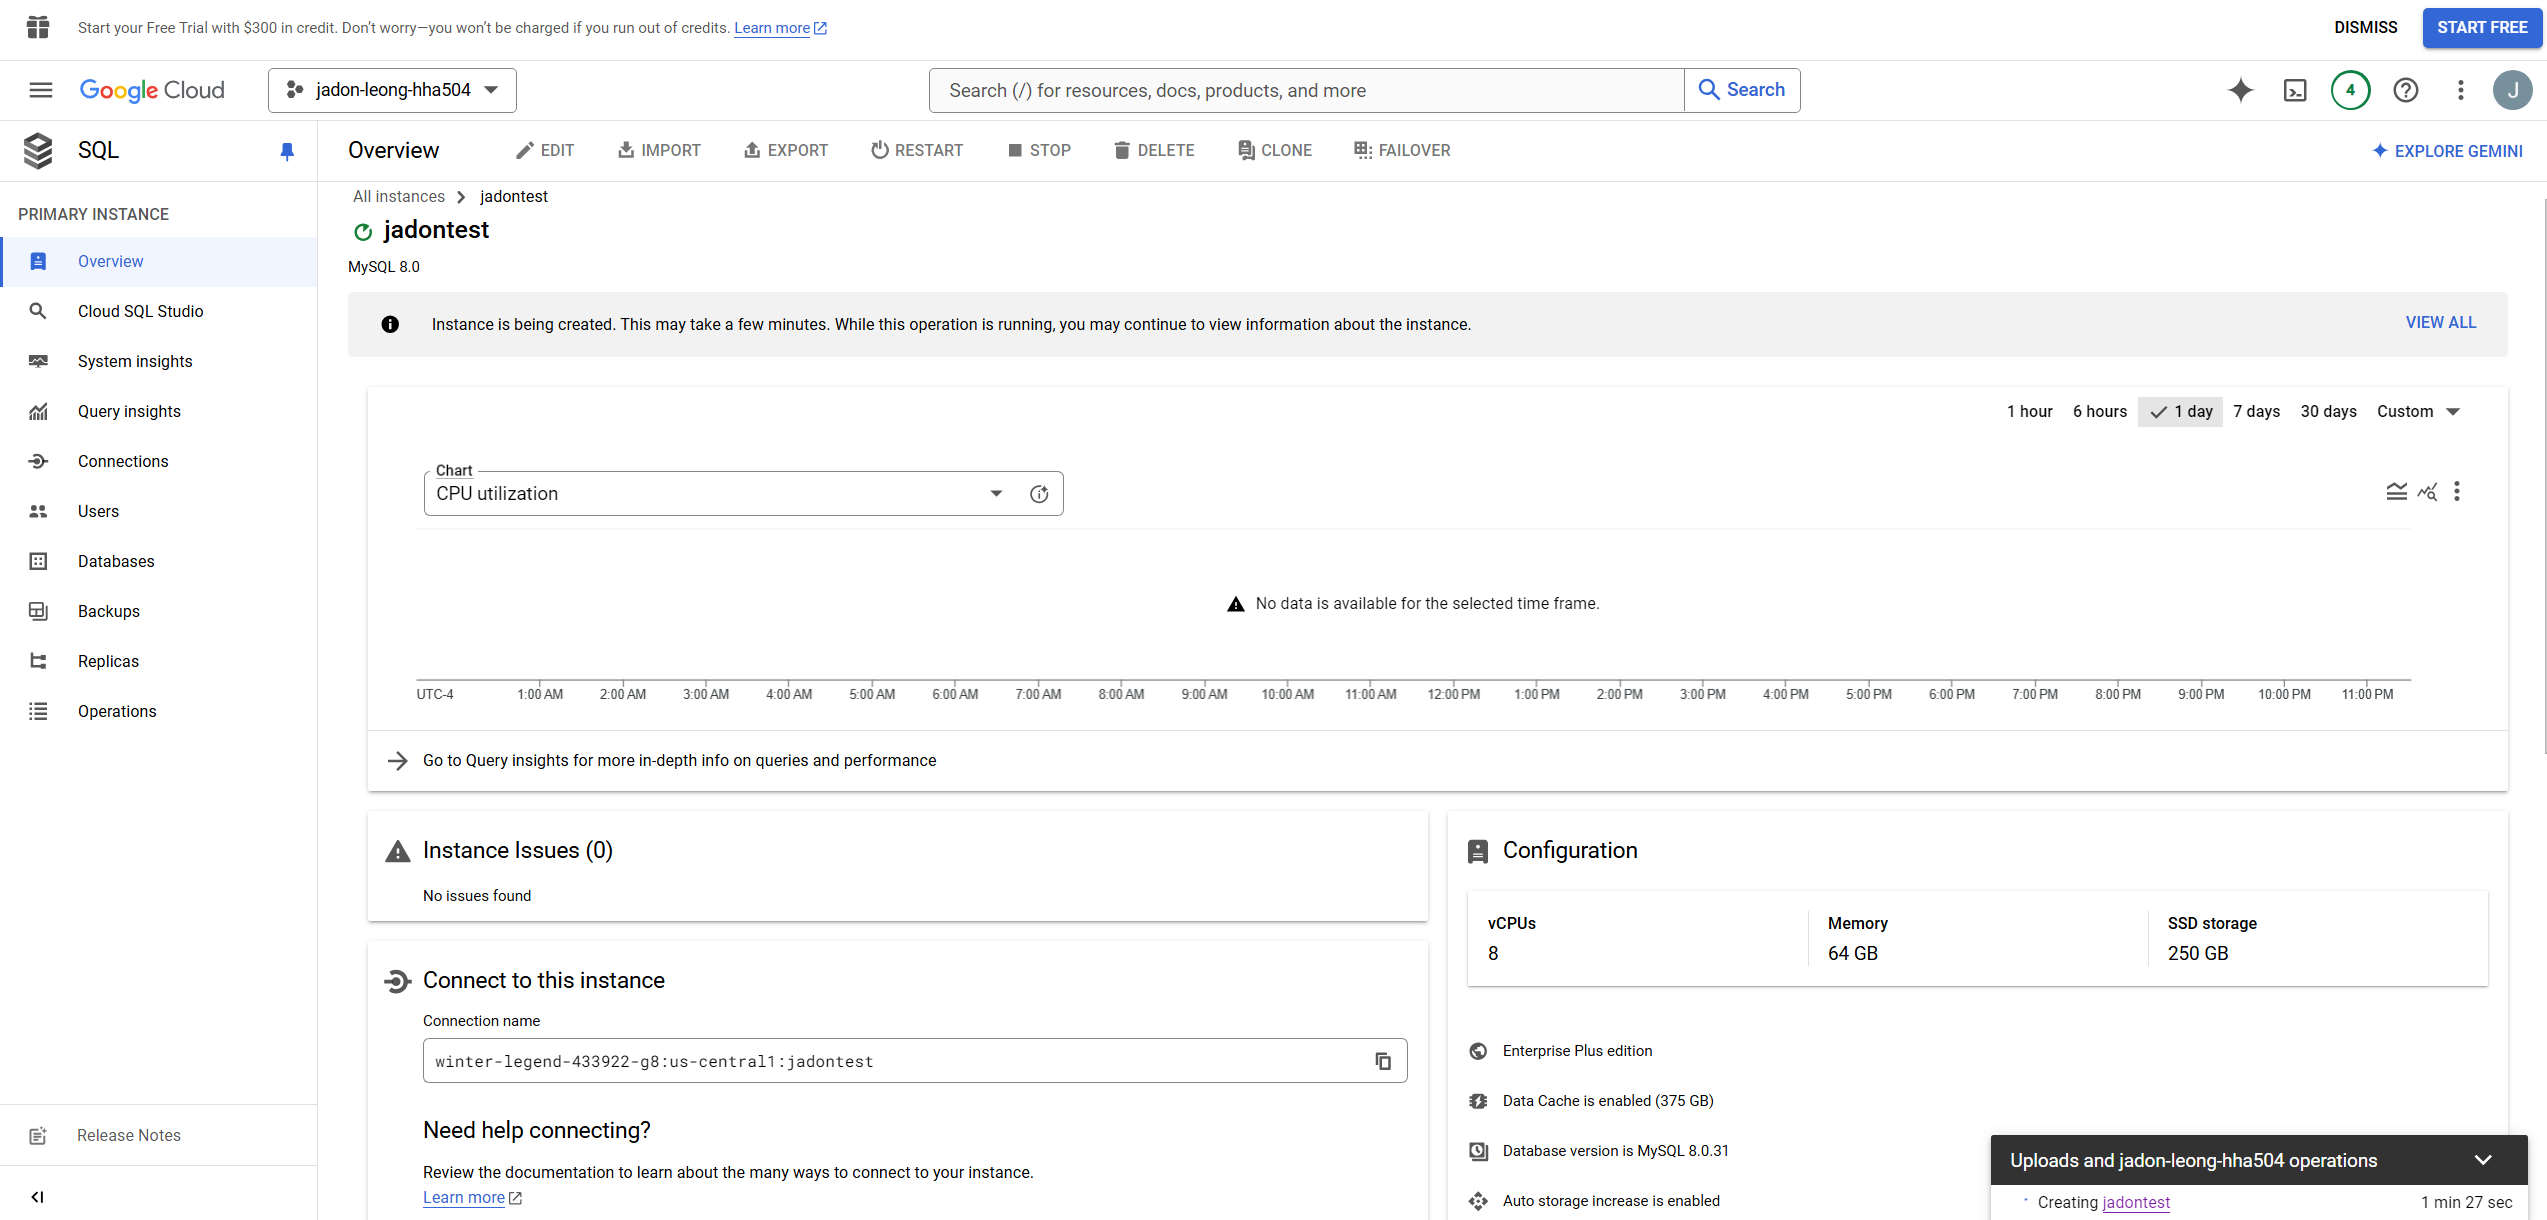 Start your Free Trial with $300 in credit. Don't worry—you won't be charged if you run out of credits. Learn more
DISMISS
START FREE
Google Cloud
jadon-leong-hha504
Search (/) for resources, docs, products, and more
Search
4
J
SQL
Overview
EDIT
IMPORT
EXPORT
RESTART
STOP
DELETE
CLONE
FAILOVER
EXPLORE GEMINI
PRIMARY INSTANCE
Overview
Cloud SQL Studio
System insights
Query insights
Connections
Users
Databases
Backups
Replicas
Operations
Release Notes
All instances
jadontest
jadontest
MySQL 8.0
Instance is being created. This may take a few minutes. While this operation is running, you may continue to view information about the instance.
VIEW ALL
1 hour
6 hours
1 day
7 days
30 days
Custom
Chart
CPU utilization
No data is available for the selected time frame.
UTC-4 1:00 AM 2:00 AM 3:00 AM 4:00 AM 5:00 AM 6:00 AM 7:00 AM 8:00 AM 9:00 AM 10:00 AM 11:00 AM 12:00 PM 1:00 PM 2:00 PM 3:00 PM 4:00 PM 5:00 PM 6:00 PM 7:00 PM 8:00 PM 9:00 PM 10:00 PM 11:00 PM
Go to Query insights for more in-depth info on queries and performance
Instance Issues (0)
No issues found
Connect to this instance
Connection name
winter-legend-433922-g8:us-central1:jadontest
Need help connecting?
Review the documentation to learn about the many ways to connect to your instance.
Learn more
Configuration
vCPUs
8
Memory
64 GB
SSD storage
250 GB
Enterprise Plus edition
Data Cache is enabled (375 GB)
Database version is MySQL 8.0.31
Auto storage increase is enabled
Uploads and jadon-leong-hha504 operations
Creating jadontest
1 min 27 sec